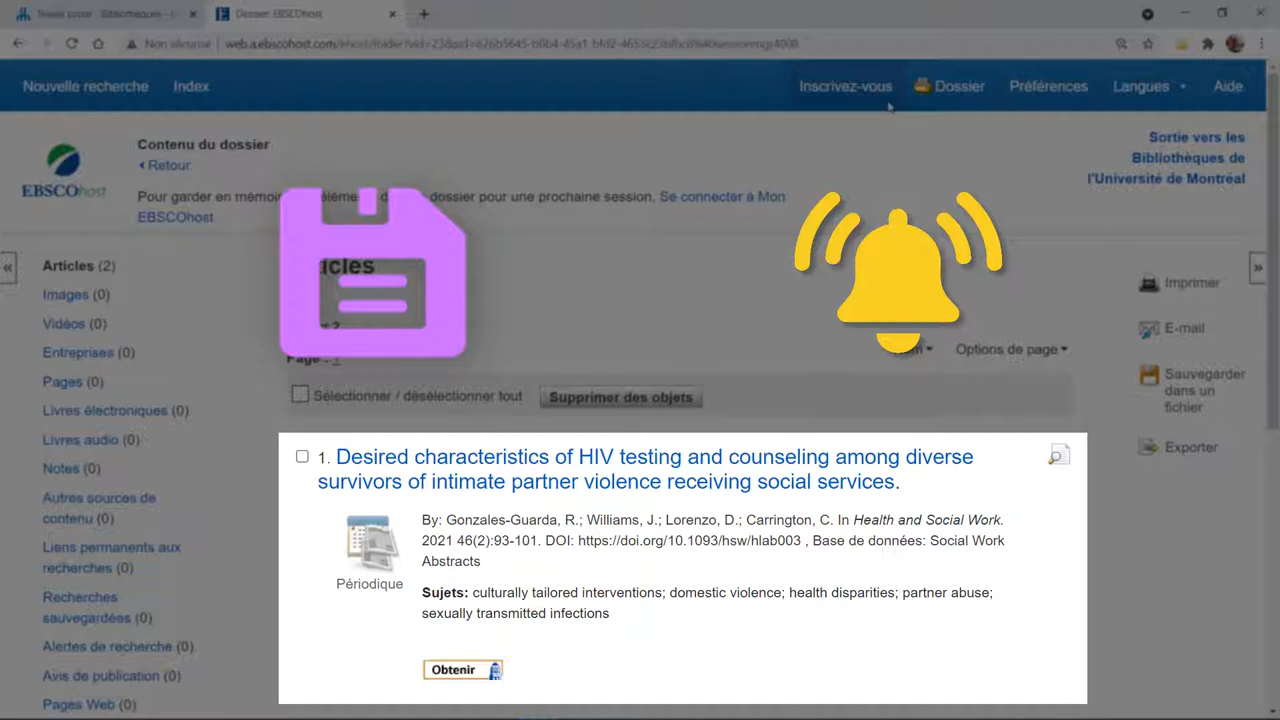 Dossier: EBSCOhost
Non sécurisé
Nouvelle recherche
Index
Inscrivez-vous
Dossier
Préférences
Langues
Aide
EBSCOhost
Contenu du dossier
Retour
Pour garder en dossier pour une prochaine session. Se connecter à Mon
EBSCOhost
Sortie vers les
Bibliothèques de
l'Université de Montréal
«
Articles (2)
Images (0)
Vidéos (0)
Entreprises (0)
Pages (0)
Livres électroniques (0)
Livres audio (0)
Notes (0)
Autres sources de
contenu (0)
Liens permanents aux
recherches (0)
Recherches
sauvegardées (0)
Alertes de recherche (0)
Avis de publication (0)
Pages Web (0)
Page : 1
Options de page
Sélectionner / désélectionner tout
Supprimer des objets
1. Desired characteristics of HIV testing and counseling among diverse
survivors of intimate partner violence receiving social services.
Périodique
By: Gonzales-Guarda, R.; Williams, J.; Lorenzo, D.; Carrington, C. In Health and Social Work.
2021 46(2):93-101. DOI: https://doi.org/10.1093/hsw/hlab003 , Base de données: Social Work
Abstracts
Sujets: culturally tailored interventions; domestic violence; health disparities; partner abuse;
sexually transmitted infections
Obtenir
»
Imprimer
E-mail
Sauvegarder
dans un
fichier
Exporter